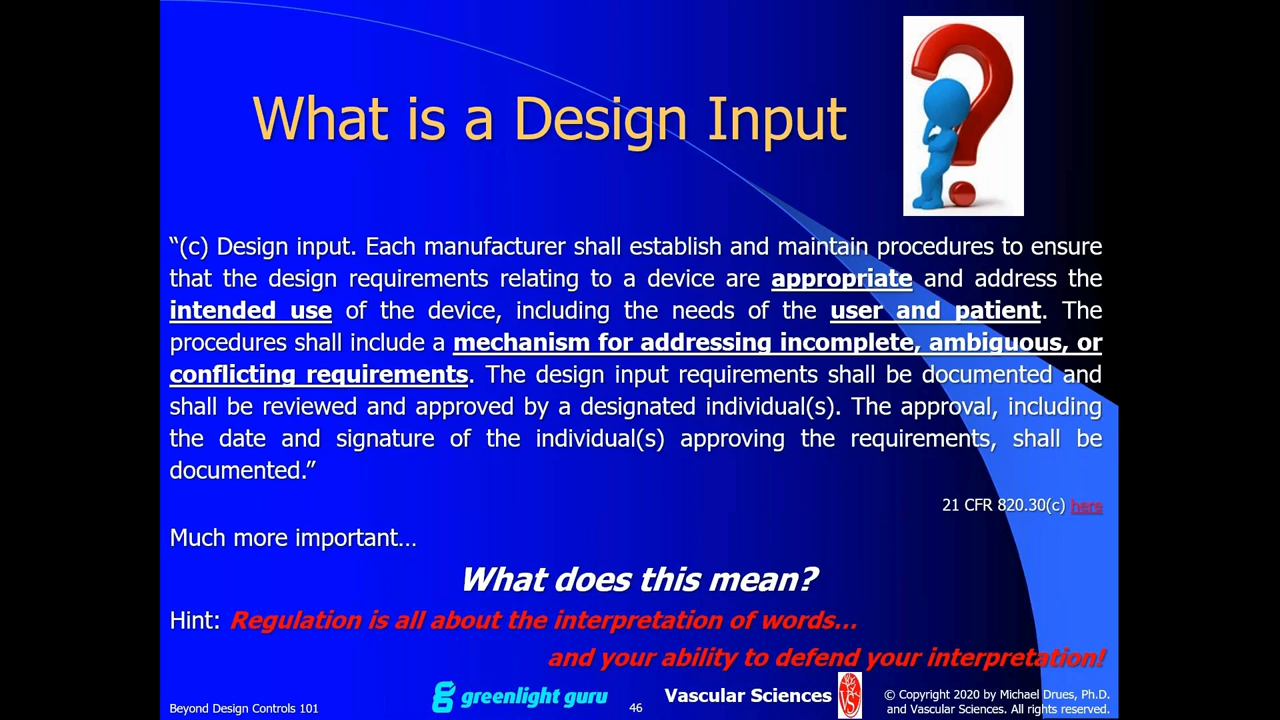 What is a Design Input
“(c) Design input. Each manufacturer shall establish and maintain procedures to ensure
that the design requirements relating to a device are appropriate and address the
intended use of the device, including the needs of the user and patient. The
procedures shall include a mechanism for addressing incomplete, ambiguous, or
conflicting requirements. The design input requirements shall be documented and
shall be reviewed and approved by a designated individual(s). The approval, including
the date and signature of the individual(s) approving the requirements, shall be
documented.”
21 CFR 820.30(c) here
Much more important…
What does this mean?
Hint: Regulation is all about the interpretation of words…
and your ability to defend your interpretation!
Beyond Design Controls 101
greenlight guru
46
Vascular Sciences
VS
© Copyright 2020 by Michael Drues, Ph.D.
and Vascular Sciences. All rights reserved.